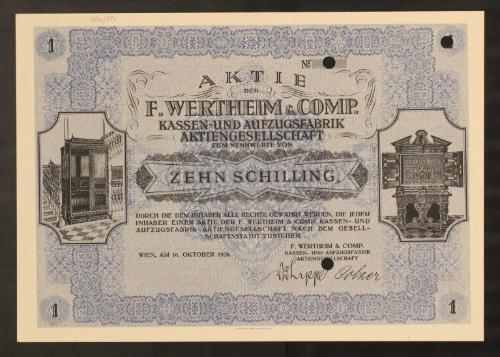 1
Nº
AKTIE
DER
F. WERTHEIM & COMP.
KASSEN- UND AUFZUGSFABRIK
AKTIENGESELLSCHAFT
ZUM NENNWERTE VON
ZEHN SCHILLING.
DURCH DIE DEM INHABER ALLE RECHTE GEWÄHRT WERDEN, DIE JEDEM
INHABER EINER AKTIE DER F. WERTHEIM & COMP. KASSEN- UND
AUFZUGSFABRIK-AKTIENGESELLSCHAFT NACH DEM GESELL-
SCHAFTSSTATUT ZUSTEHEN.
WIEN, AM 16. OKTOBER 1926.
F. WERTHEIM & COMP.
KASSEN- UND AUFZUGSFABRIK
AKTIENGESELLSCHAFT
1
1